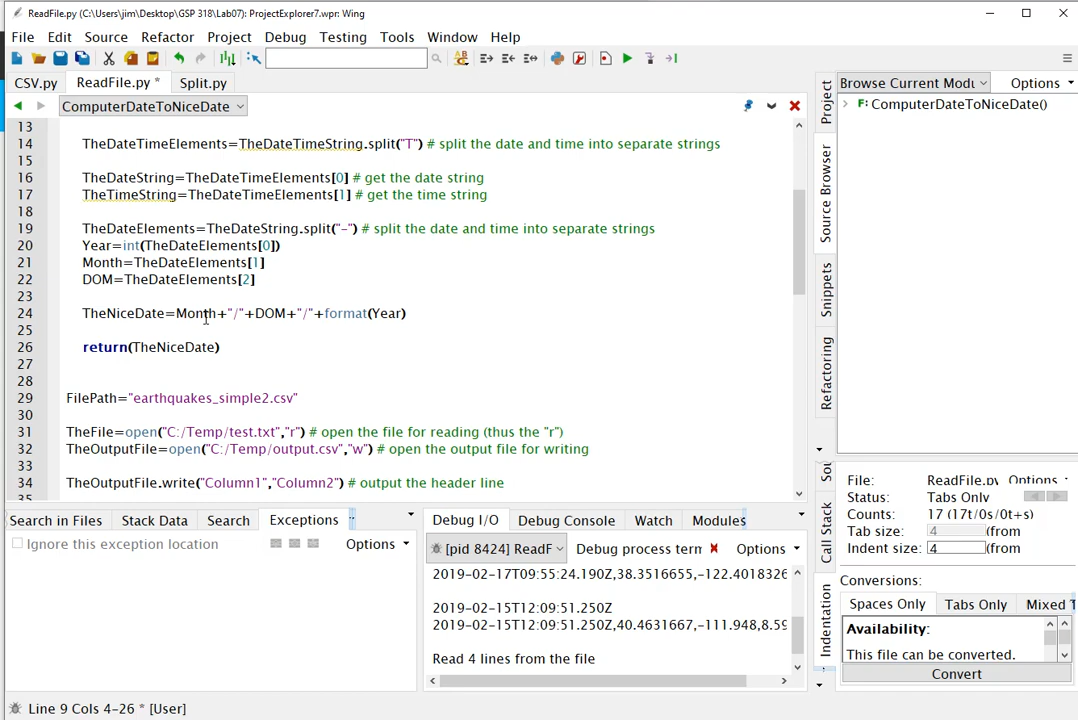 ReadFile.py (C:/Users/jim/Desktop/GSP 318/Lab07): ProjectExplorer7.wpr: Wing
File Edit Source Refactor Project Debug Testing Tools Window Help
CSV.py ReadFile.py * Split.py
ComputerDateToNiceDate
13
14 TheDateTimeElements=TheDateTimeString.split("T") # split the date and time into separate strings
15
16 TheDateString=TheDateTimeElements[0] # get the date string
17 TheTimeString=TheDateTimeElements[1] # get the time string
18
19 TheDateElements=TheDateString.split("-") # split the date and time into separate strings
20 Year=int(TheDateElements[0])
21 Month=TheDateElements[1]
22 DOM=TheDateElements[2]
23
24 TheNiceDate=Month+"/"+DOM+"/"+format(Year)
25
26 return(TheNiceDate)
27
28
29 FilePath="earthquakes_simple2.csv"
30
31 TheFile=open("C:/Temp/test.txt","r") # open the file for reading (thus the "r")
32 TheOutputFile=open("C:/Temp/output.csv","w") # open the output file for writing
33
34 TheOutputFile.write("Column1","Column2") # output the header line
35
Project
Source Browser
Snippets
Refactoring
Browse Current Modu Options
F: ComputerDateToNiceDate()
Search in Files Stack Data Search Exceptions
Ignore this exception location Options
Debug I/O Debug Console Watch Modules
[pid 8424] ReadF Debug process term Options
2019-02-17T09:55:24.190Z,38.3516655,-122.4018326
2019-02-15T12:09:51.250Z
2019-02-15T12:09:51.250Z,40.4631667,-111.948,8.59
Read 4 lines from the file
Sou
Call Stack
Indentation
File: ReadFile.py Options
Status: Tabs Only
Counts: 17 (17t/0s/0t+s)
Tab size: 4 (from
Indent size: 4 (from
Conversions:
Spaces Only Tabs Only Mixed T
Availability:
This file can be converted.
Convert
Line 9 Cols 4-26 * [User]